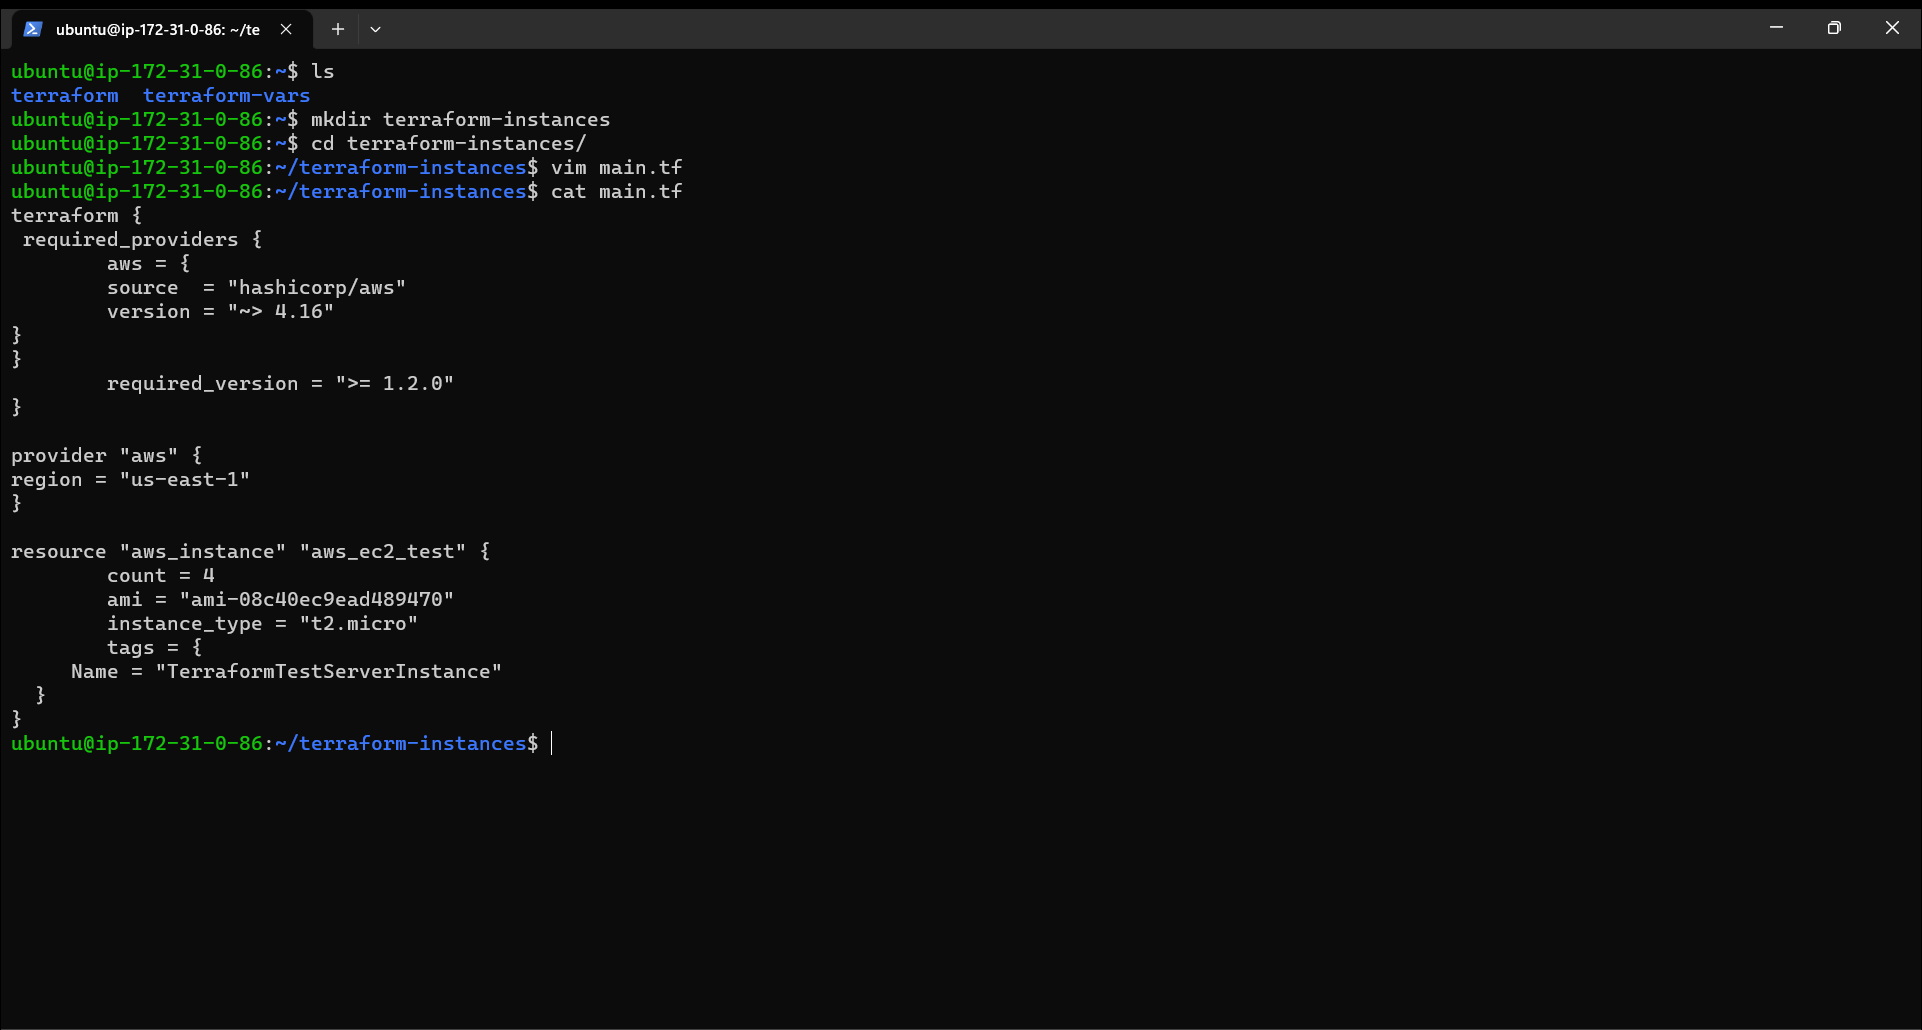 ubuntu@ip-172-31-0-86: ~/te
ubuntu@ip-172-31-0-86:~$ ls
terraform  terraform-vars
ubuntu@ip-172-31-0-86:~$ mkdir terraform-instances
ubuntu@ip-172-31-0-86:~$ cd terraform-instances/
ubuntu@ip-172-31-0-86:~/terraform-instances$ vim main.tf
ubuntu@ip-172-31-0-86:~/terraform-instances$ cat main.tf
terraform {
 required_providers {
        aws = {
        source  = "hashicorp/aws"
        version = "~> 4.16"
}
}
        required_version = ">= 1.2.0"
}

provider "aws" {
region = "us-east-1"
}

resource "aws_instance" "aws_ec2_test" {
        count = 4
        ami = "ami-08c40ec9ead489470"
        instance_type = "t2.micro"
        tags = {
     Name = "TerraformTestServerInstance"
  }
}
ubuntu@ip-172-31-0-86:~/terraform-instances$